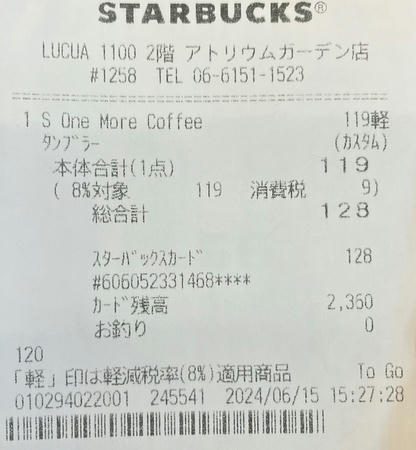 STARBUCKS®
LUCUA 1100 2階 アトリウムガーデン店
#1258 TEL 06-6151-1523
1 S One More Coffee 119軽
ﾀﾝﾌﾞﾗｰ (ｶｽﾀﾑ)
本体合計(1点) 119
( 8%対象 119 消費税 9)
総合計 128
ｽﾀｰﾊﾞｯｸｽｶｰﾄﾞ 128
#606052331468****
ｶｰﾄﾞ残高 2,360
お釣り 0
120
「軽」印は軽減税率(8%)適用商品 To Go
010294022001 245541 2024/06/15 15:27:28